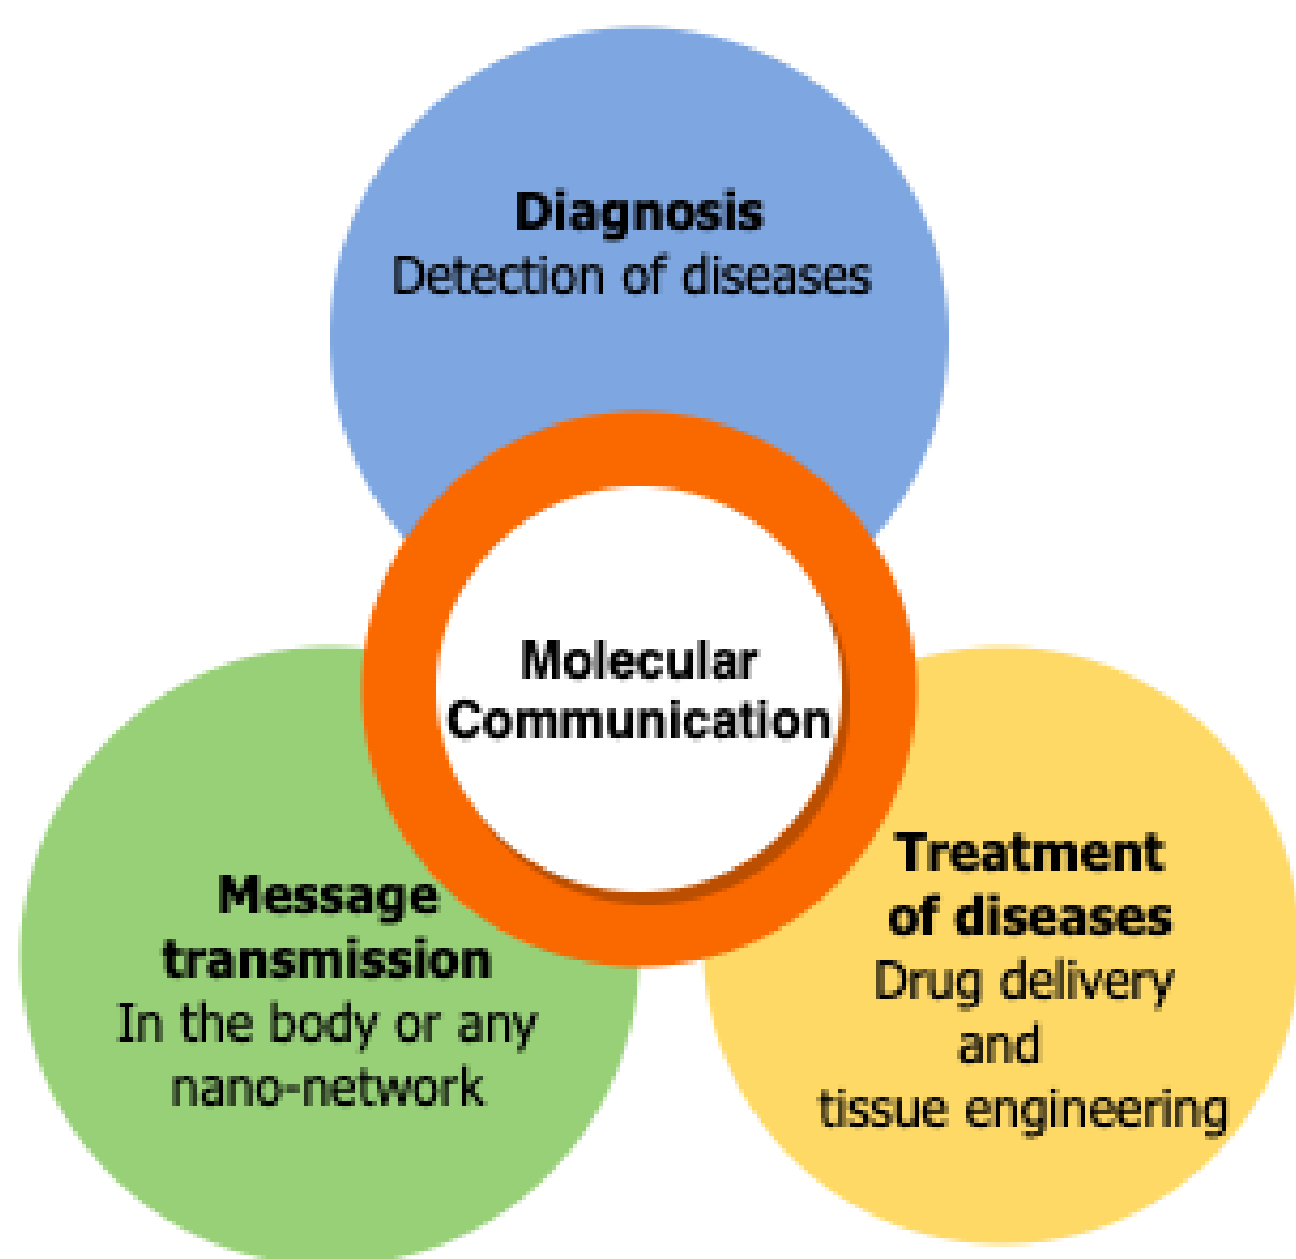 Diagnosis
Detection of diseases
Molecular
Communication
Message
transmission
In the body or any
nano-network
Treatment
of diseases
Drug delivery
and
tissue engineering